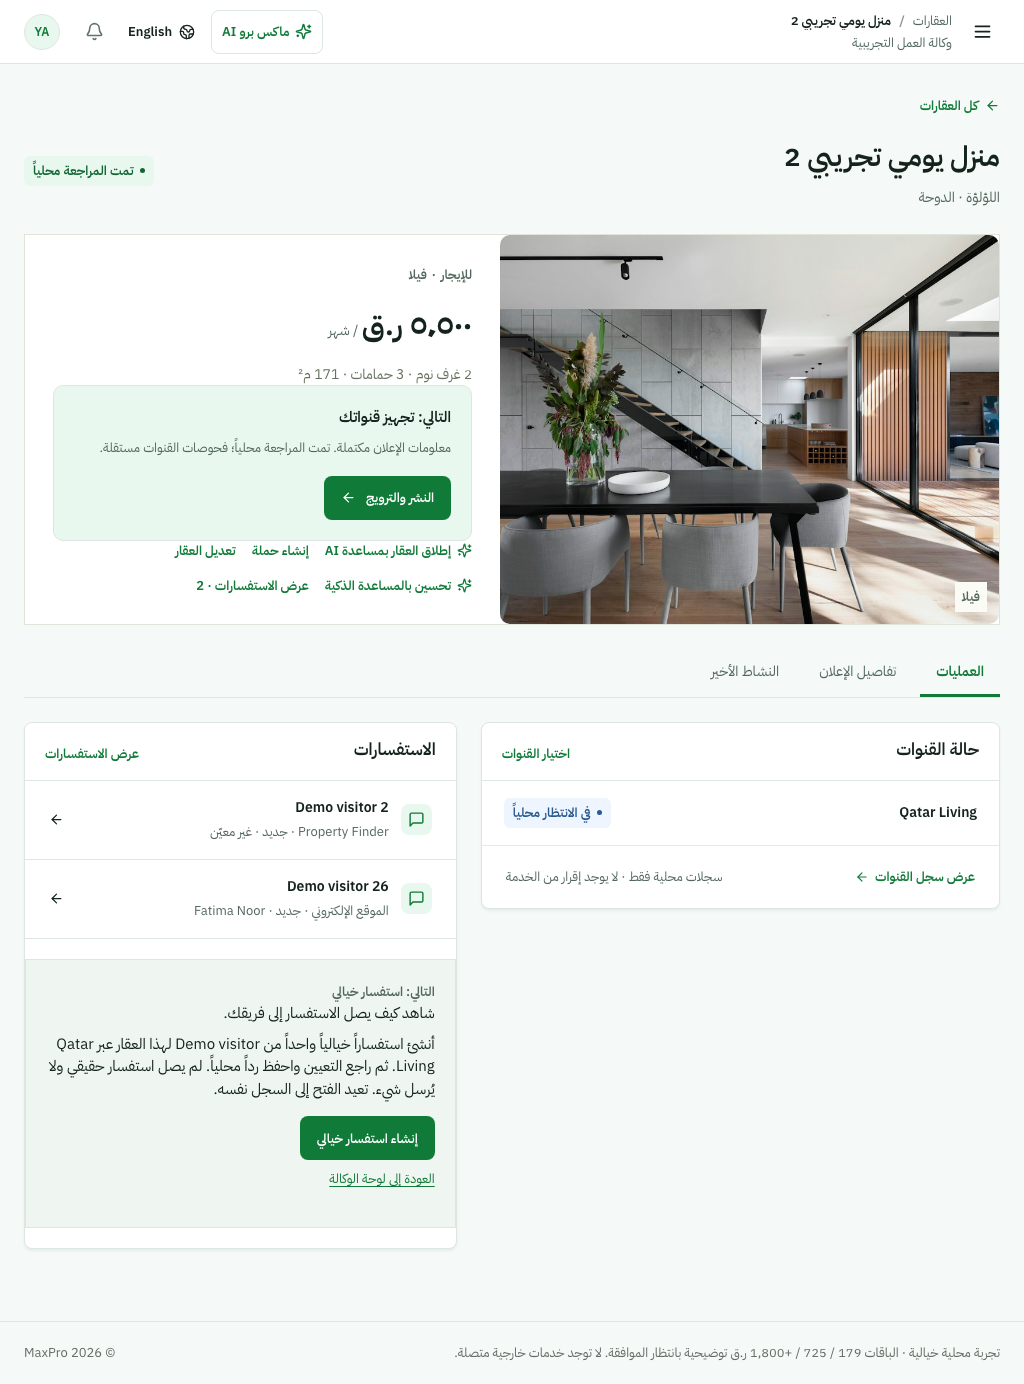 العقارات / منزل يومي تجريبي 2
وكالة العمل التجريبية
ماكس برو AI
English
YA
كل العقارات
منزل يومي تجريبي 2
تمت المراجعة محلياً
اللؤلؤة · الدوحة
للإيجار · فيلا
٥٬٥٠٠ ر.ق / شهر
2 غرف نوم · 3 حمامات · 171 م²
التالي: تجهيز قنواتك
معلومات الإعلان مكتملة. تمت المراجعة محلياً؛ فحوصات القنوات مستقلة.
النشر والترويج
إطلاق العقار بمساعدة AI
إنشاء حملة
تعديل العقار
تحسين بالمساعدة الذكية
عرض الاستفسارات · 2
فيلا
العمليات
تفاصيل الإعلان
النشاط الأخير
حالة القنوات
اختيار القنوات
Qatar Living
في الانتظار محلياً
عرض سجل القنوات
سجلات محلية فقط · لا يوجد إقرار من الخدمة
الاستفسارات
عرض الاستفسارات
Demo visitor 2
Property Finder · جديد · غير معيّن
Demo visitor 26
الموقع الإلكتروني · جديد · Fatima Noor
التالي: استفسار خيالي
شاهد كيف يصل الاستفسار إلى فريقك.
أنشئ استفساراً خيالياً واحداً من Demo visitor لهذا العقار عبر Qatar
Living. ثم راجع التعيين واحفظ رداً محلياً. لم يصل استفسار حقيقي ولا
يُرسل شيء. تعيد الفتح إلى السجل نفسه.
إنشاء استفسار خيالي
العودة إلى لوحة الوكالة
تجربة محلية خيالية · الباقات 179 / 725 / 1,800+ ر.ق توضيحية بانتظار الموافقة. لا توجد خدمات خارجية متصلة.
© 2026 MaxPro